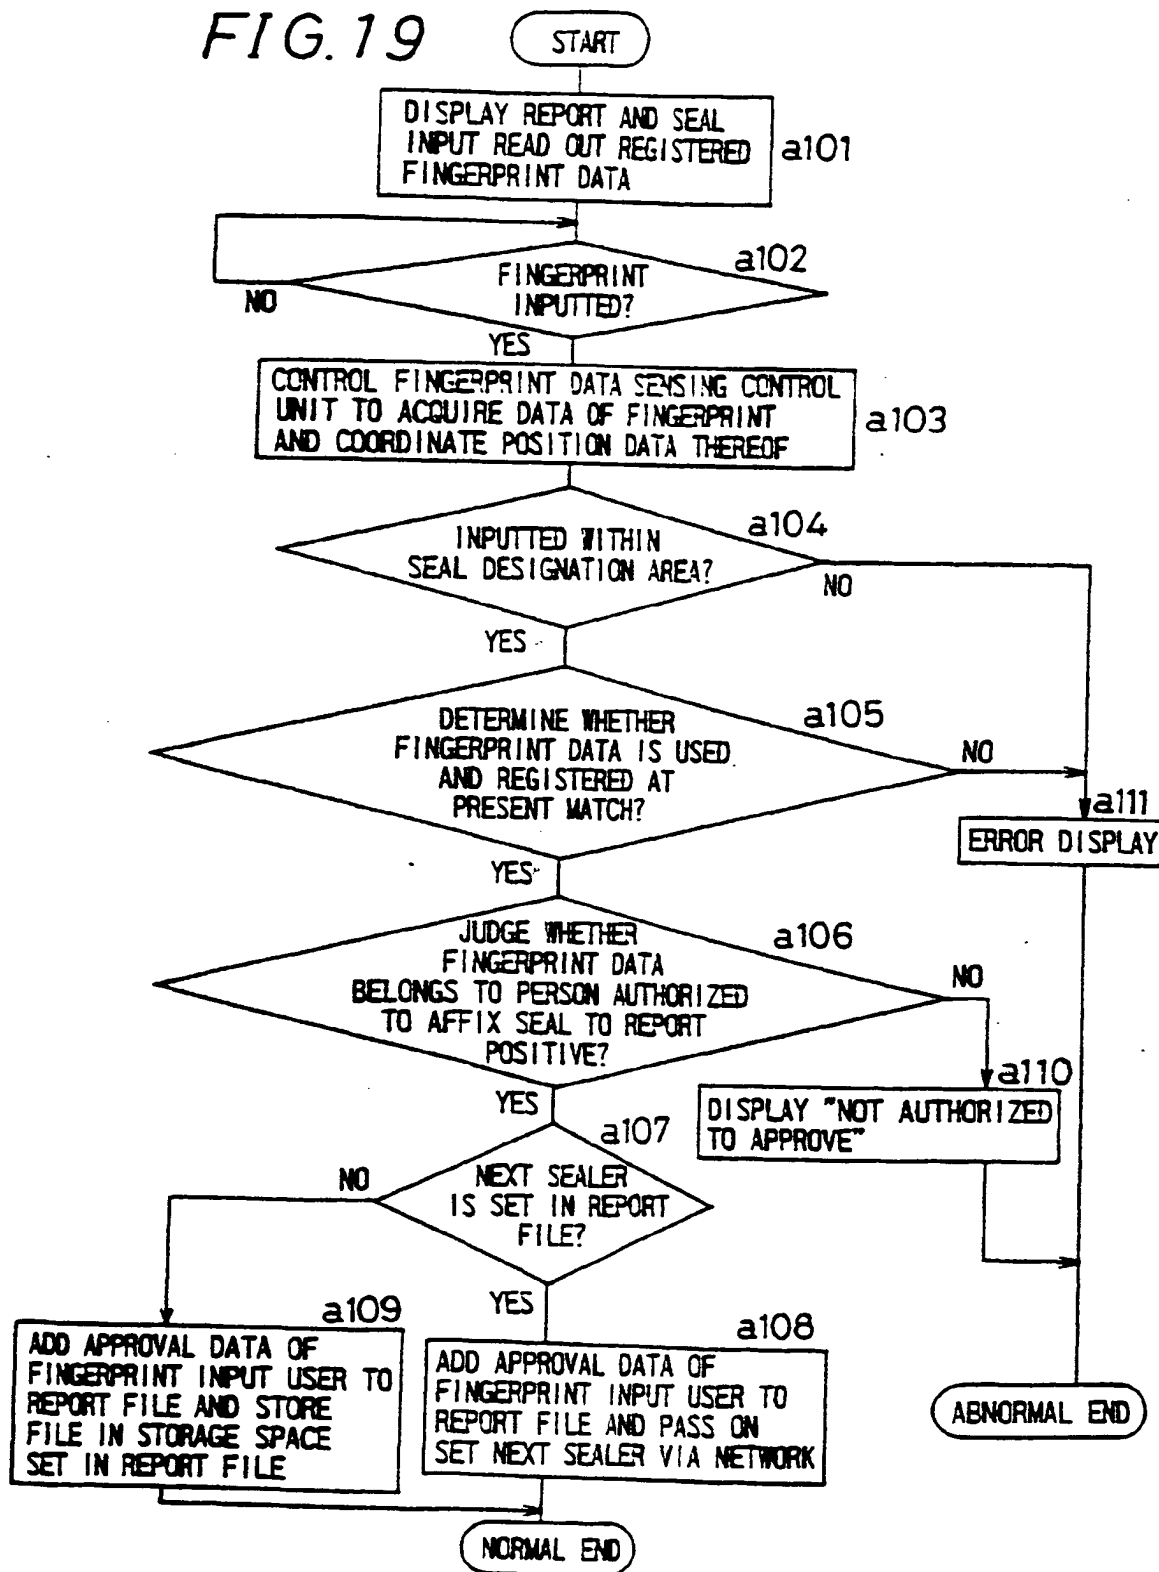 FIG.19
START
DISPLAY REPORT AND SEAL
INPUT READ OUT REGISTERED
FINGERPRINT DATA
a101
a102
FINGERPRINT
INPUTTED?
NO
YES
CONTROL FINGERPRINT DATA SENSING CONTROL
UNIT TO ACQUIRE DATA OF FINGERPRINT
AND COORDINATE POSITION DATA THEREOF
a103
a104
INPUTTED WITHIN
SEAL DESIGNATION AREA?
NO
YES
a105
DETERMINE WHETHER
FINGERPRINT DATA IS USED
AND REGISTERED AT
PRESENT MATCH?
NO
a111
ERROR DISPLAY
YES
a106
JUDGE WHETHER
FINGERPRINT DATA
BELONGS TO PERSON AUTHORIZED
TO AFFIX SEAL TO REPORT
POSITIVE?
NO
a110
DISPLAY "NOT AUTHORIZED
TO APPROVE"
YES
a107
NEXT SEALER
IS SET IN REPORT
FILE?
NO
YES
a109
ADD APPROVAL DATA OF
FINGERPRINT INPUT USER TO
REPORT FILE AND STORE
FILE IN STORAGE SPACE
SET IN REPORT FILE
a108
ADD APPROVAL DATA OF
FINGERPRINT INPUT USER TO
REPORT FILE AND PASS ON
SET NEXT SEALER VIA NETWORK
ABNORMAL END
NORMAL END